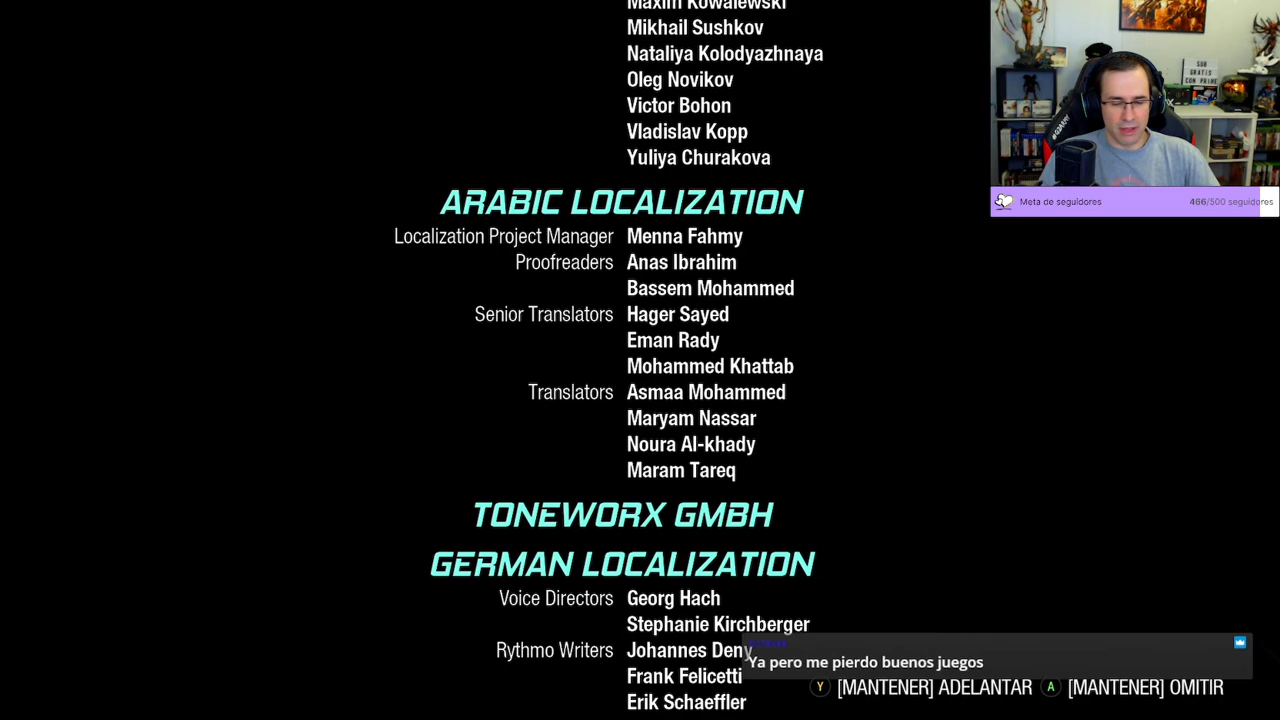 Maxim Kowalewski
Mikhail Sushkov
Nataliya Kolodyazhnaya
Oleg Novikov
Victor Bohon
Vladislav Kopp
Yuliya Churakova
ARABIC LOCALIZATION
Localization Project Manager Menna Fahmy
Proofreaders Anas Ibrahim
Bassem Mohammed
Senior Translators Hager Sayed
Eman Rady
Mohammed Khattab
Translators Asmaa Mohammed
Maryam Nassar
Noura Al-khady
Maram Tareq
TONEWORX GMBH
GERMAN LOCALIZATION
Voice Directors Georg Hach
Stephanie Kirchberger
Rythmo Writers Johannes Deny
Frank Felicetti
Erik Schaeffler
SUB
GRATIS
CON PRIME
Meta de seguidores 466/500 seguidores
Ya pero me pierdo buenos juegos
Y [MANTENER] ADELANTAR A [MANTENER] OMITIR